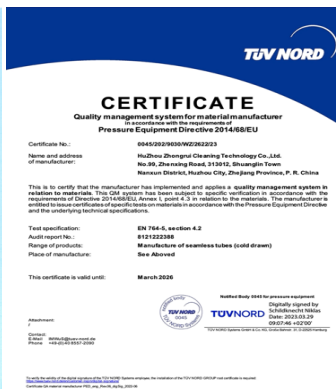 TÜV NORD
CERTIFICATE
Quality management system for material manufacturer
in accordance with the requirements of
Pressure Equipment Directive 2014/68/EU
Certificate No.: 0045/202/9030/WZ/2622/23
Name and address of manufacturer: HuZhou Zhongrui Cleaning Technology Co.,Ltd.
No.99, Zhenxing Road, 313012, Shuanglin Town
Nanxun District, Huzhou City, Zhejiang Province, P. R. China
This is to certify that the manufacturer has implemented and applies a quality management system in
relation to materials. This QM system has been subject to specific verification in accordance with the
requirements of Directive 2014/68/EU, Annex I, point 4.3 in relation to the materials. The manufacturer is
entitled to issue certificates of specific tests on materials in accordance with the Pressure Equipment Directive
and the underlying technical specifications.
Test specification: EN 764-5, section 4.2
Audit report No.: 8121222388
Range of products: Manufacture of seamless tubes (cold drawn)
Place of manufacture: See Aboved
This certificate is valid until: March 2026
Notified Body 0045 for pressure equipment
TÜV NORD
0045
TÜVNORD
Digitally signed by
Schildknecht Niklas
Date: 2023.03.29
09:07:46 +02'00'
Attachment
/
Contact:
E-Mail
Phone